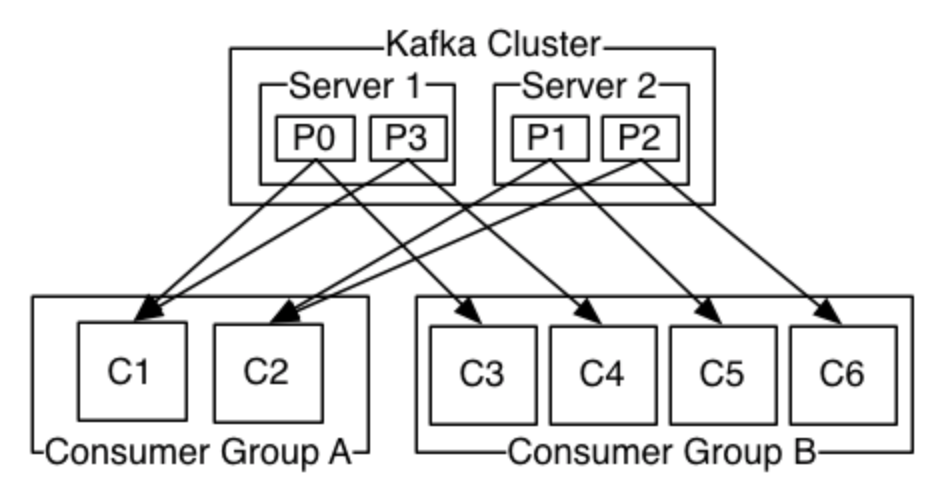 Kafka Cluster
Server 1
Server 2
P0
P3
P1
P2
C1
C2
C3
C4
C5
C6
Consumer Group A
Consumer Group B